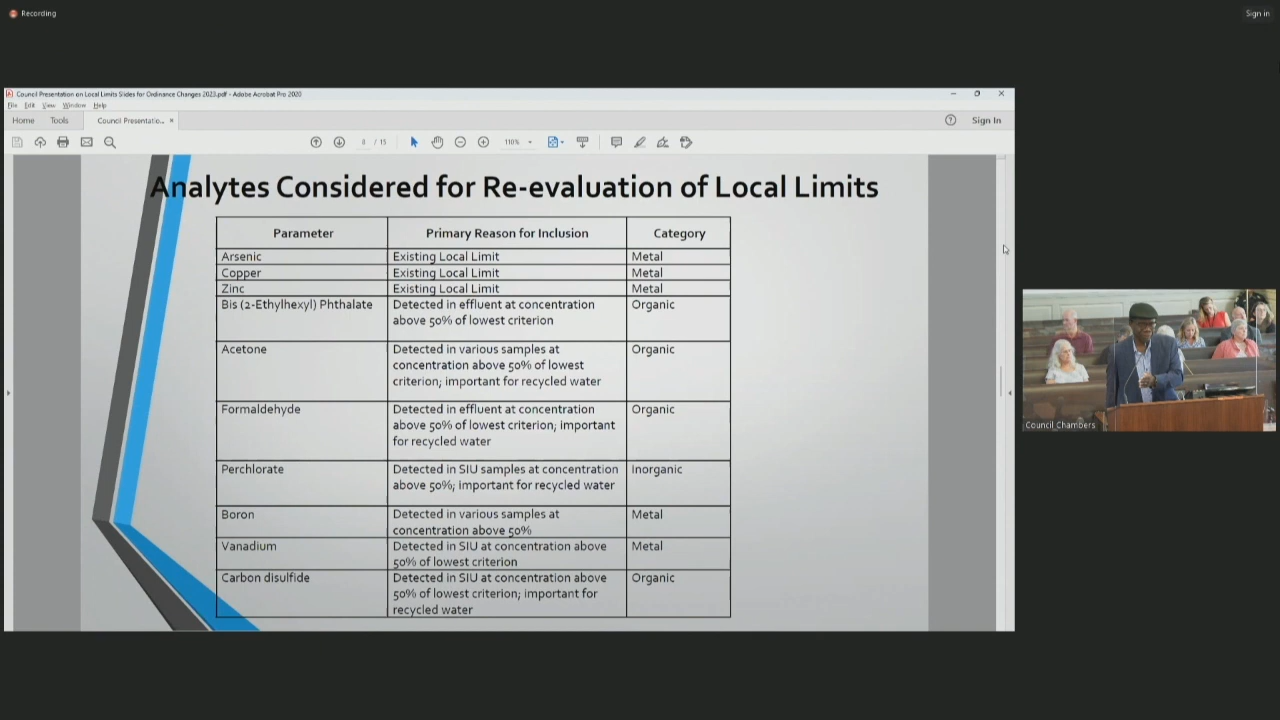 Recording
Sign in
Council Presentation on Local Limits Slides for Ordinance Changes 2023.pdf - Adobe Acrobat Pro 2020
File Edit View Window Help
Home Tools Council Presentatio... ×
Sign In
8 / 15 110%
Analytes Considered for Re-evaluation of Local Limits
Parameter Primary Reason for Inclusion Category
Arsenic Existing Local Limit Metal
Copper Existing Local Limit Metal
Zinc Existing Local Limit Metal
Bis (2-Ethylhexyl) Phthalate Detected in effluent at concentration Organic
above 50% of lowest criterion
Acetone Detected in various samples at Organic
concentration above 50% of lowest
criterion; important for recycled water
Formaldehyde Detected in effluent at concentration Organic
above 50% of lowest criterion; important
for recycled water
Perchlorate Detected in SIU samples at concentration Inorganic
above 50%; important for recycled water
Boron Detected in various samples at Metal
concentration above 50%
Vanadium Detected in SIU at concentration above Metal
50% of lowest criterion
Carbon disulfide Detected in SIU at concentration above Organic
50% of lowest criterion; important for
recycled water
Council Chambers